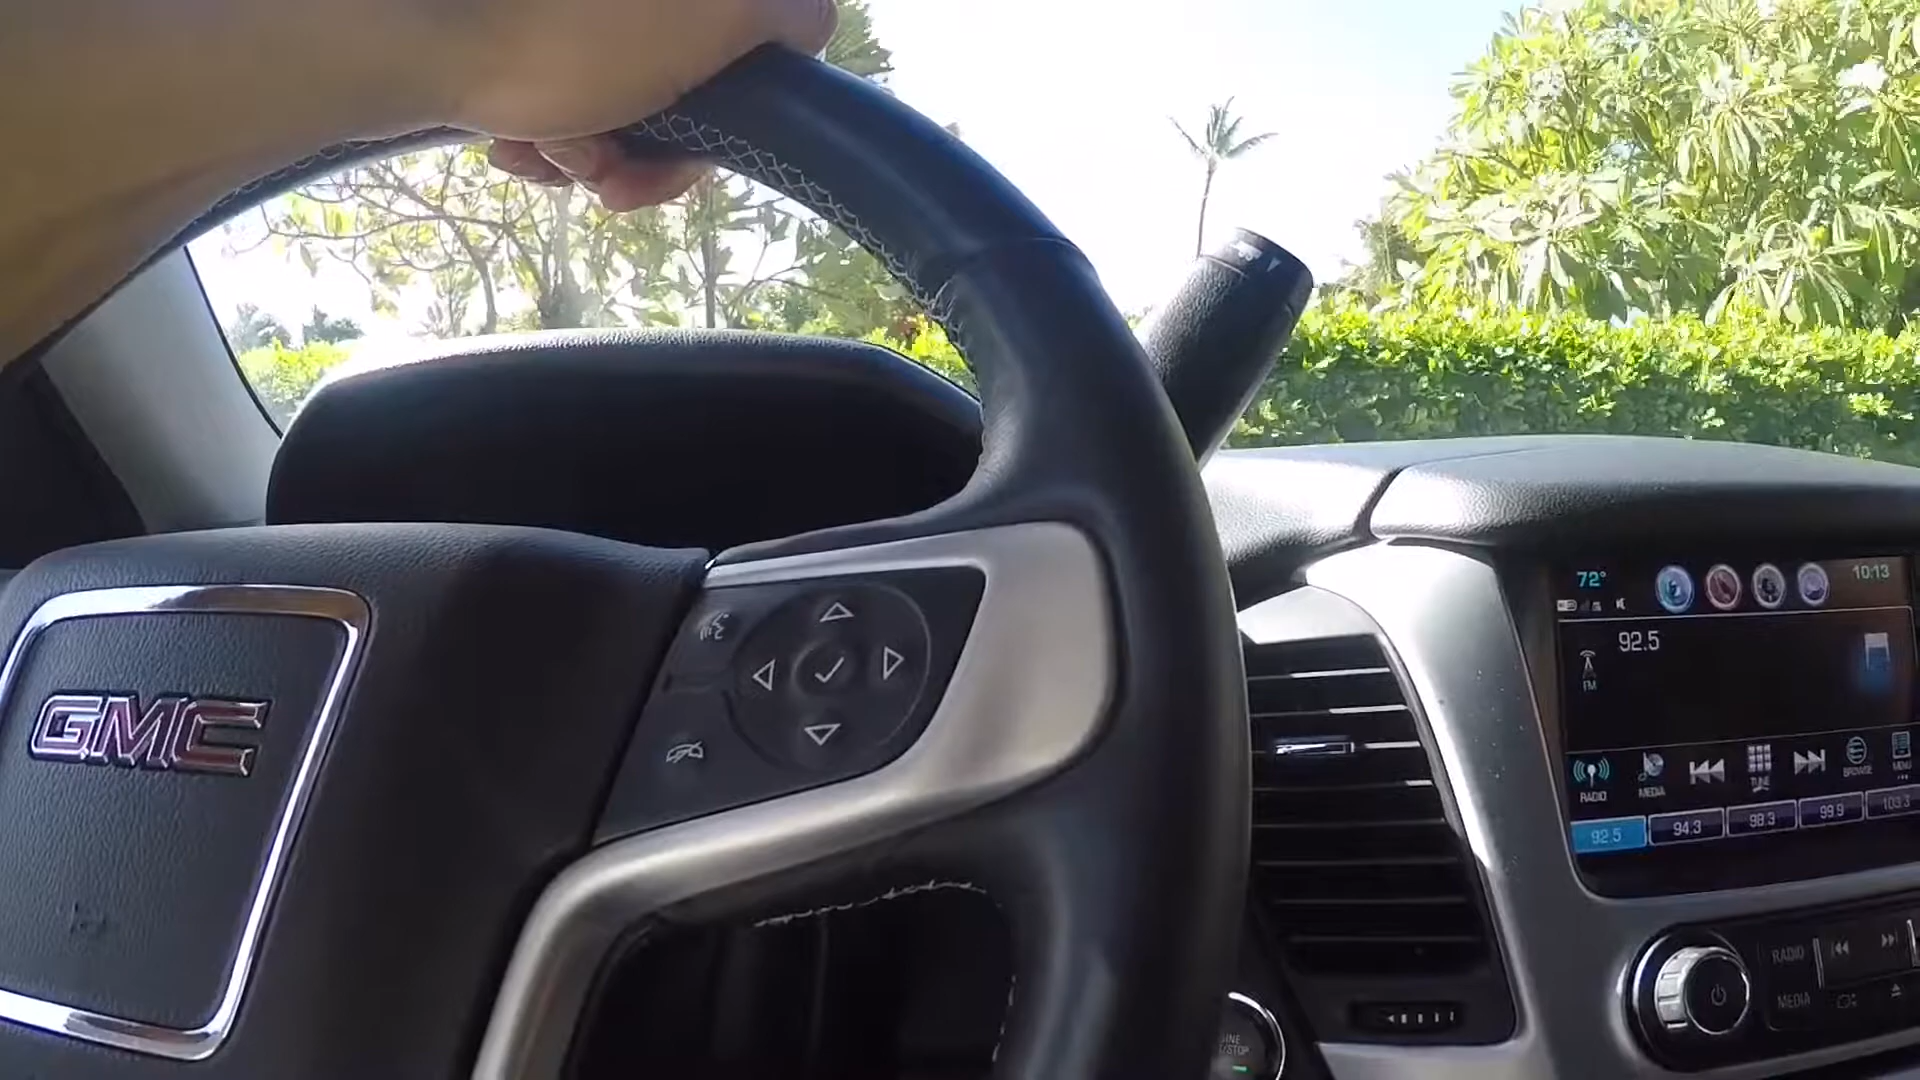 GMC
72°
10:13
92.5
FM
RADIO
MEDIA
TUNE
BROWSE
MENU
92.5
94.3
98.3
99.9
103.3
RADIO
MEDIA
/STOP